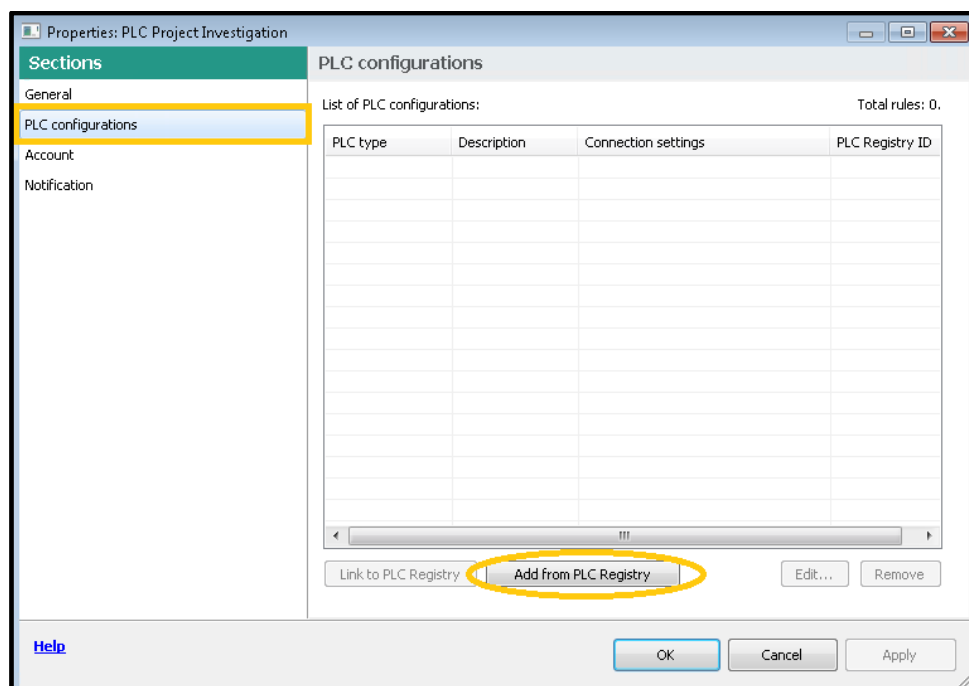 Properties: PLC Project Investigation
Sections
PLC configurations
General
PLC configurations
Account
Notification
List of PLC configurations:
Total rules: 0.
PLC type
Description
Connection settings
PLC Registry ID
Link to PLC Registry
Add from PLC Registry
Edit...
Remove
Help
OK
Cancel
Apply